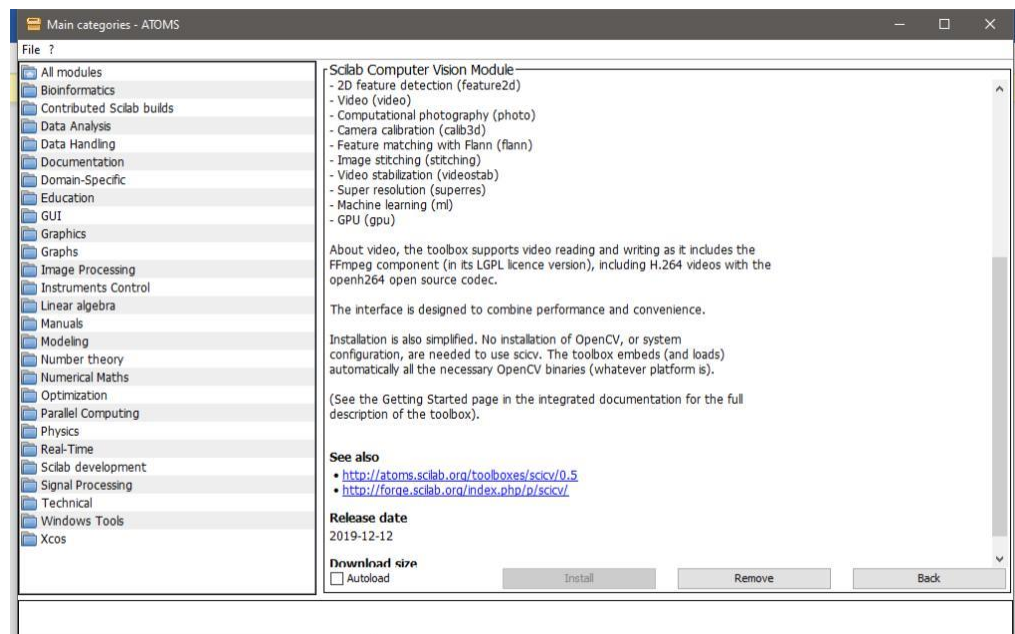 Main categories - ATOMS
File ?
All modules
Bioinformatics
Contributed Scilab builds
Data Analysis
Data Handling
Documentation
Domain-Specific
Education
GUI
Graphics
Graphs
Image Processing
Instruments Control
Linear algebra
Manuals
Modeling
Number theory
Numerical Maths
Optimization
Parallel Computing
Physics
Real-Time
Scilab development
Signal Processing
Technical
Windows Tools
Xcos
Scilab Computer Vision Module
- 2D feature detection (feature2d)
- Video (video)
- Computational photography (photo)
- Camera calibration (calib3d)
- Feature matching with Flann (flann)
- Image stitching (stitching)
- Video stabilization (videostab)
- Super resolution (superres)
- Machine learning (ml)
- GPU (gpu)
About video, the toolbox supports video reading and writing as it includes the
FFmpeg component (in its LGPL licence version), including H.264 videos with the
openh264 open source codec.
The interface is designed to combine performance and convenience.
Installation is also simplified. No installation of OpenCV, or system
configuration, are needed to use scicv. The toolbox embeds (and loads)
automatically all the necessary OpenCV binaries (whatever platform is).
(See the Getting Started page in the integrated documentation for the full
description of the toolbox).
See also
• http://atoms.scilab.org/toolboxes/scicv/0.5
• http://forge.scilab.org/index.php/p/scicv/
Release date
2019-12-12
Download size
Autoload
Install
Remove
Back